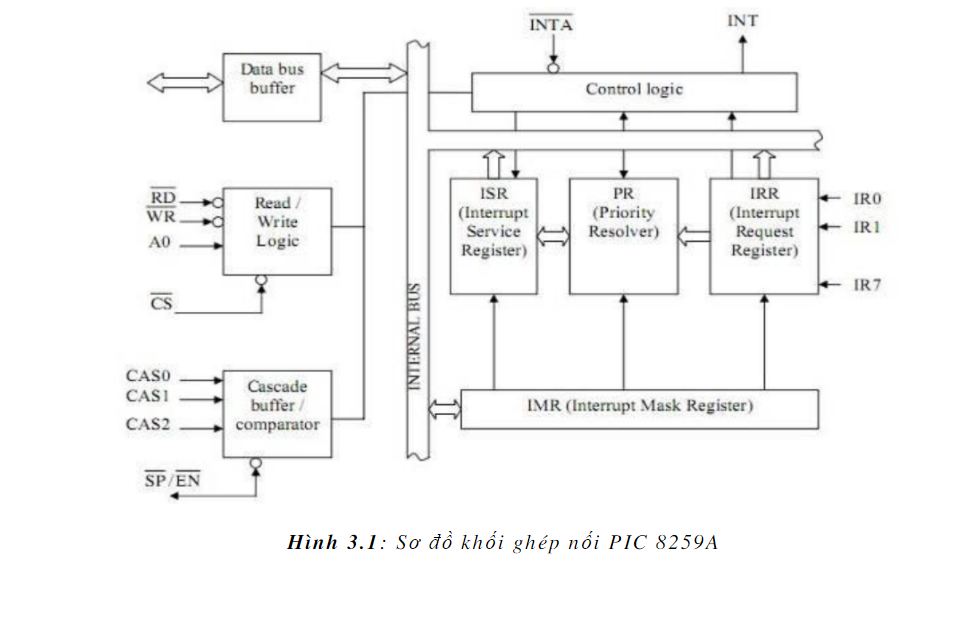 INTA
INT
Data bus
buffer
Control logic
RD
WR
A0
CS
Read /
Write
Logic
ISR
(Interrupt
Service
Register)
PR
(Priority
Resolver)
IRR
(Interrupt
Request
Register)
IR0
IR1
IR7
INTERNAL BUS
CAS0
CAS1
CAS2
SP/EN
Cascade
buffer /
comparator
IMR (Interrupt Mask Register)
Hình 3.1: Sơ đồ khối ghép nối PIC 8259A